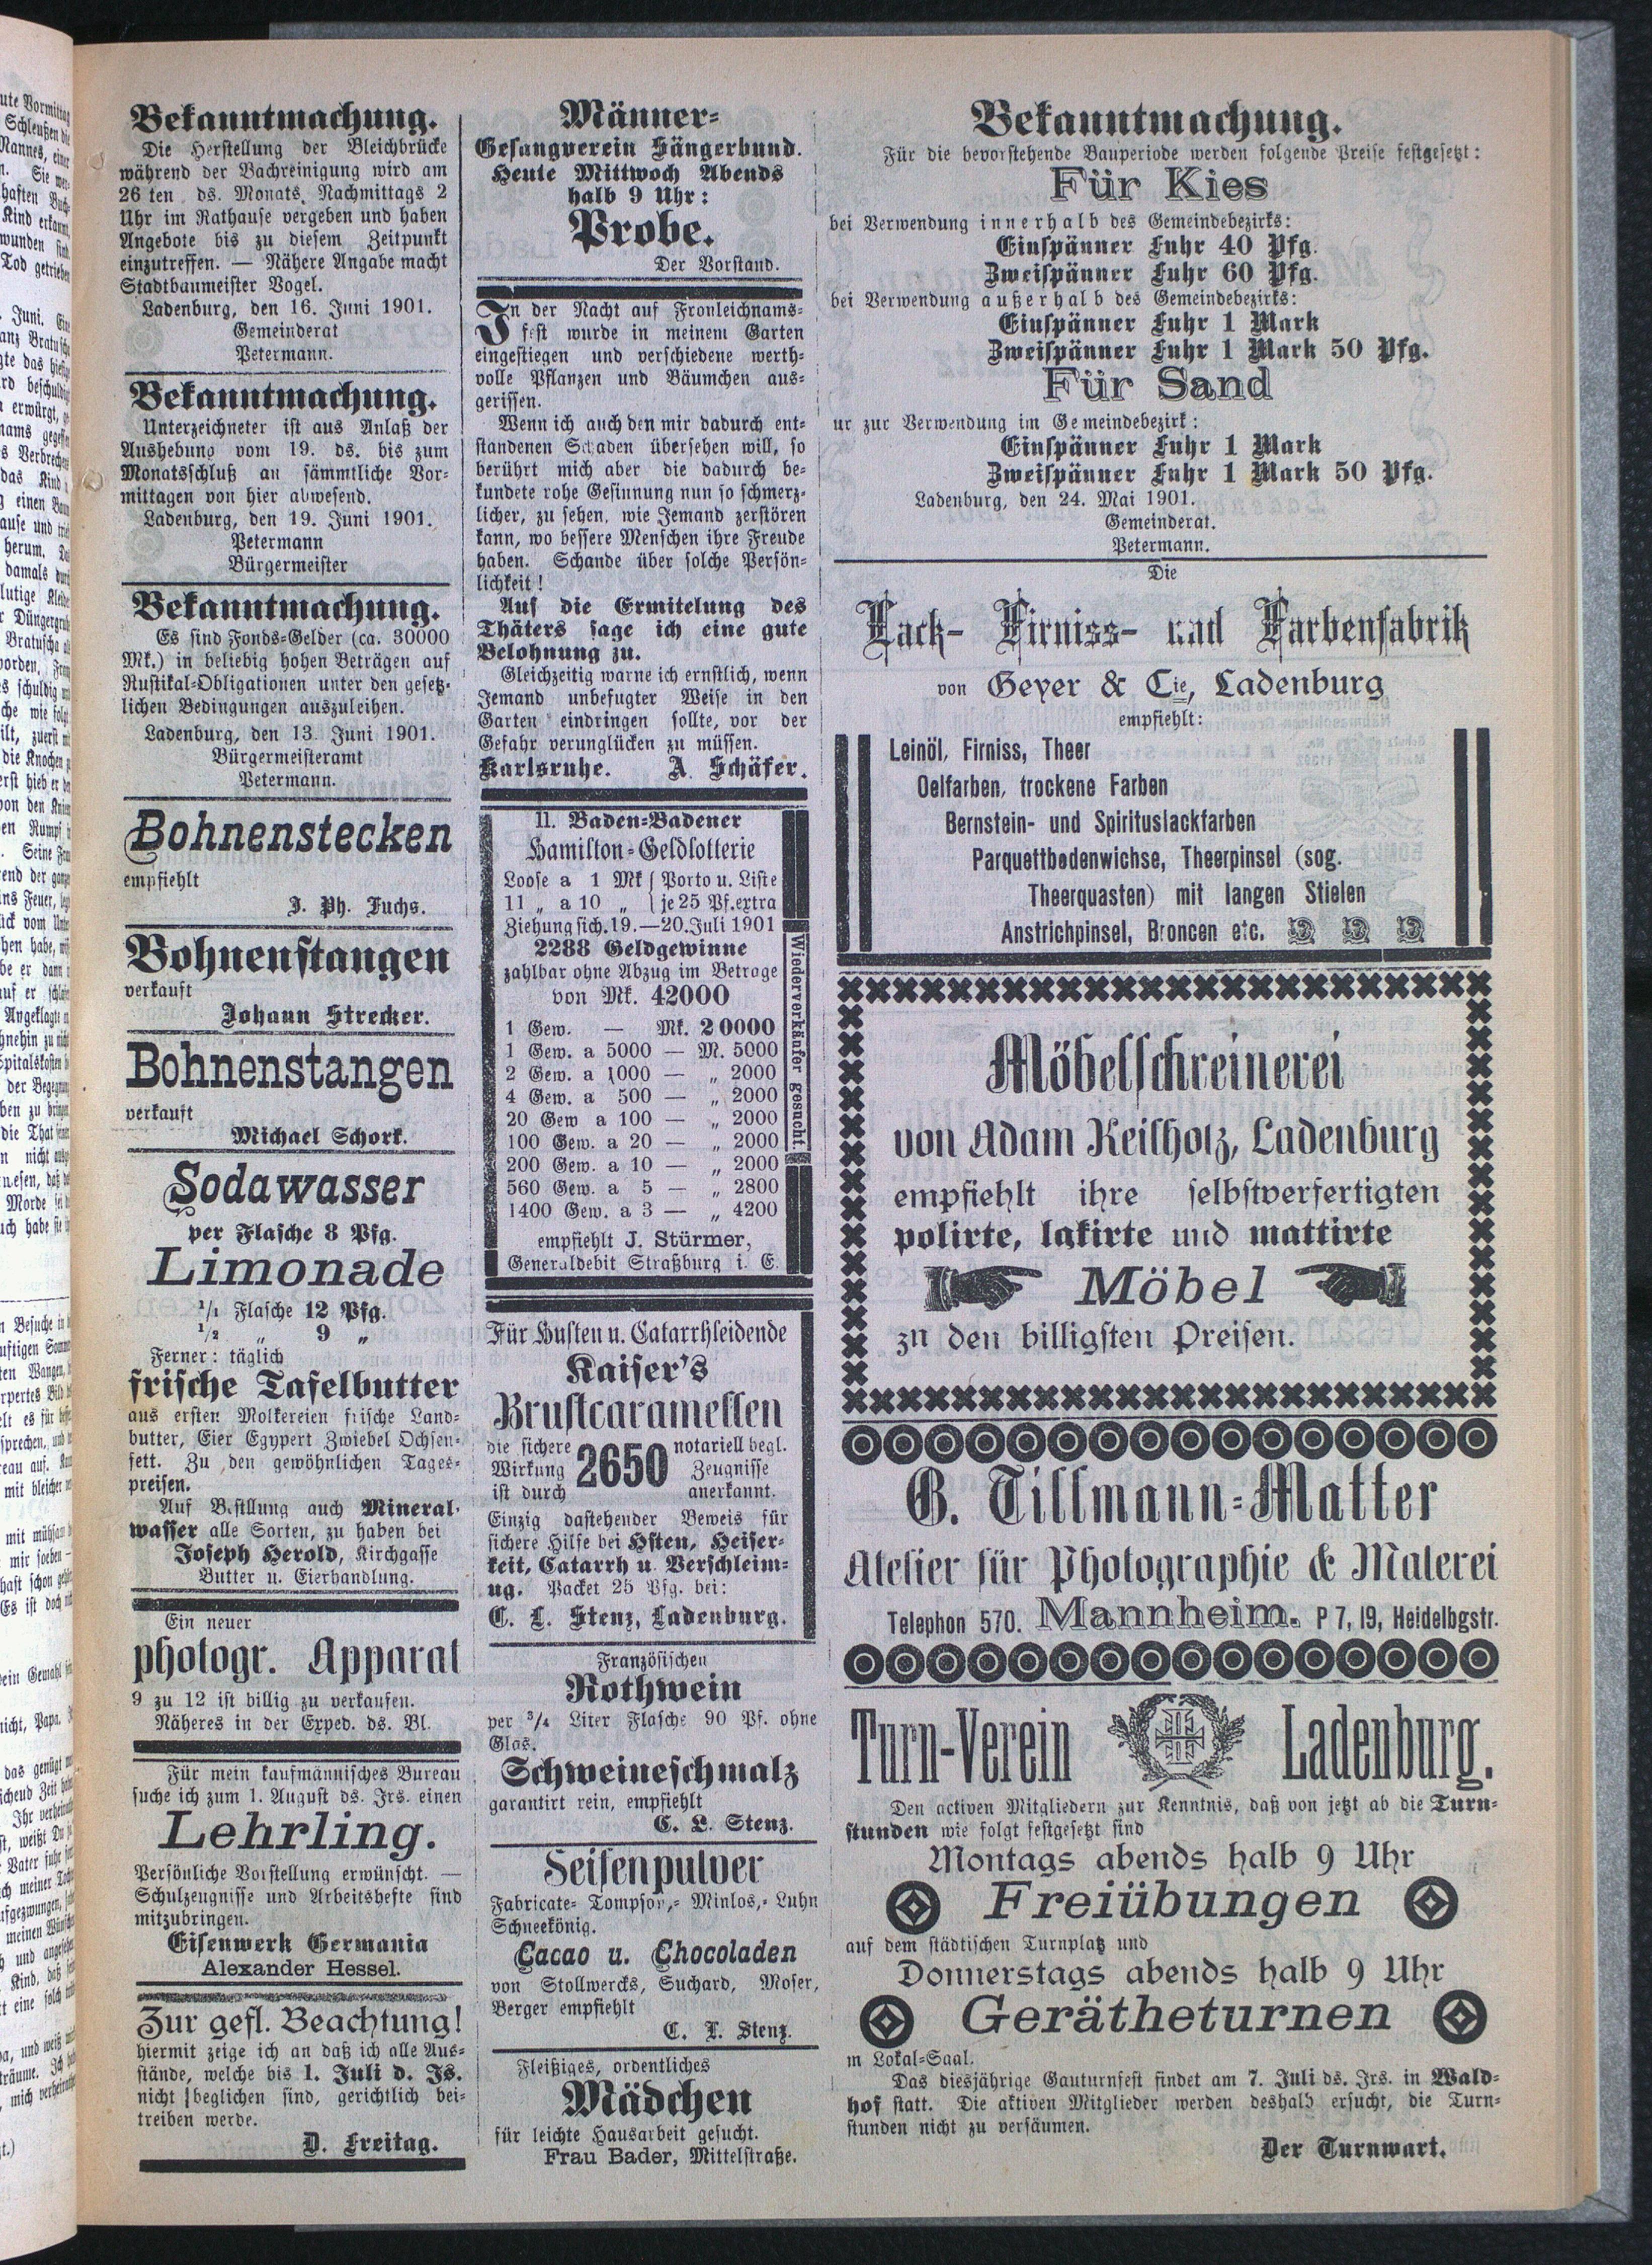 Bekanntmachung.
Die Herstellung der Bleichbrücke
während der Bachreinigung wird am
26 ten ds. Monats, Nachmittags 2
Uhr im Rathause vergeben und haben
Angebote bis zu diesem Zeitpunkt
einzutreffen. — Nähere Angabe macht
Stadtbaumeister Vogel.
Ladenburg, den 16. Juni 1901.
Gemeinderat
Petermann.
Bekanntmachung.
Unterzeichneter ist aus Anlaß der
Aushebung vom 19. ds. bis zum
Monatsschluß an sämmtliche Vor-
mittagen von hier abwesend.
Ladenburg, den 19. Juni 1901.
Petermann
Bürgermeister
Bekanntmachung.
Es sind Fonds-Gelder (ca. 30000
Mk.) in beliebig hohen Beträgen auf
Rustikal-Obligationen unter den gesetz-
lichen Bedingungen auszuleihen.
Ladenburg, den 13. Juni 1901.
Bürgermeisteramt
Petermann.
Bohnenstecken
empfiehlt
J. Ph. Fuchs.
Bohnenstangen
verkauft
Johann Strecker.
Bohnenstangen
verkauft
Michael Schork.
Sodawasser
per Flasche 8 Pfg.
Limonade
1/1 Flasche 12 Pfg.
1/2 „ 9 „
Ferner: täglich
frische Tafelbutter
aus ersten Molkereien frische Land-
butter, Eier Egypert Zwiebel Ochsen-
fett. Zu den gewöhnlichen Tages-
preisen.
Auf B.stllung auch Mineral-
wasser alle Sorten, zu haben bei
Joseph Herold, Kirchgasse
Butter u. Eierhandlung.
Ein neuer
photogr. Apparat
9 zu 12 ist billig zu verkaufen.
Näheres in der Exped. ds. Bl.
Für mein kaufmännisches Bureau
suche ich zum 1. August ds. Jrs. einen
Lehrling.
Persönliche Vorstellung erwünscht. —
Schulzeugnisse und Arbeitshefte sind
mitzubringen.
Eisenwerk Germania
Alexander Hessel.
Zur gefl. Beachtung!
hiermit zeige ich an daß ich alle Aus-
stände, welche bis 1. Juli d. Js.
nicht beglichen sind, gerichtlich bei-
treiben werde.
D. Freitag.
Männer-
Gesangverein Sängerbund.
Heute Mittwoch Abends
halb 9 Uhr:
Probe.
Der Vorstand.
In der Nacht auf Fronleichnams-
fest wurde in meinem Garten
eingestiegen und verschiedene werth-
volle Pflanzen und Bäumchen aus-
gerissen.
Wenn ich auch den mir dadurch ent-
standenen Schaden übersehen will, so
berührt mich aber die dadurch be-
kundete rohe Gesinnung nun so schmerz-
licher, zu sehen, wie Jemand zerstören
kann, wo bessere Menschen ihre Freude
haben. Schande über solche Persön-
lichkeit!
Auf die Ermitelung des
Thäters sage ich eine gute
Belohnung zu.
Gleichzeitig warne ich ernstlich, wenn
Jemand unbefugter Weise in den
Garten eindringen sollte, vor der
Gefahr verunglücken zu müssen.
Karlsruhe. A. Schäfer.
11. Baden-Badener
Hamilton-Geldlotterie
Loose a 1 Mk ( Porto u. Liste
11 „ a 10 „ ( je 25 Pf. extra
Ziehung sich. 19.—20. Juli 1901
2288 Geldgewinne
zahlbar ohne Abzug im Betroge
von Mk. 42000
1 Gew. — Mk. 20000
1 Gew. a 5000 — M. 5000
2 Gew. a 1000 — „ 2000
4 Gew. a 500 — „ 2000
20 Gew a 100 — „ 2000
100 Gew. a 20 — „ 2000
200 Gew. a 10 — „ 2000
560 Gew. a 5 — „ 2800
1400 Gew. a 3 — „ 4200
empfiehlt J. Stürmer,
Generaldebit Straßburg i. E.
Wiederverkäufer gesucht.
Für Husten u. Catarrhleidende
Kaiser's
Brustcaramellen
die sichere Wirkung ist durch 2650 notariell begl. Zeugnisse anerkannt.
Einzig dastehender Beweis für
sichere Hilfe bei Hsten, Heiser-
keit, Catarrh u. Verschleim-
ug. Packet 25 Pfg. bei:
C. L. Stenz, Ladenburg.
Französischen
Rothwein
per 3/4 Liter Flasche 90 Pf. ohne
Glas.
Schweineschmalz
garantirt rein, empfiehlt
C. L. Stenz.
Seifenpulver
Fabricate- Tompson,- Minlos,- Luhn
Schneekönig.
Cacao u. Chocoladen
von Stollwercks, Suchard, Moser,
Berger empfiehlt
C. L. Stenz.
Fleißiges, ordentliches
Mädchen
für leichte Hausarbeit gesucht.
Frau Bader, Mittelstraße.
Bekanntmachung.
Für die bevorstehende Bauperiode werden folgende Preise festgesetzt:
Für Kies
bei Verwendung innerhalb des Gemeindebezirks:
Einspänner Fuhr 40 Pfg.
Zweispänner Fuhr 60 Pfg.
bei Verwendung außerhalb des Gemeindebezirks:
Einspänner Fuhr 1 Mark
Zweispänner Fuhr 1 Mark 50 Pfg.
Für Sand
ur zur Verwendung im Gemeindebezirk:
Einspänner Fuhr 1 Mark
Zweispänner Fuhr 1 Mark 50 Pfg.
Ladenburg, den 24. Mai 1901.
Gemeinderat.
Petermann.
Die
Lack- Firniss- und Farbenfabrik
von Geyer & Cie, Ladenburg
empfiehlt:
Leinöl, Firniss, Theer
Oelfarben, trockene Farben
Bernstein- und Spirituslackfarben
Parquettbodenwichse, Theerpinsel (sog.
Theerquasten) mit langen Stielen
Anstrichpinsel, Broncen etc.
Möbelschreinerei
von Adam Keilholz, Ladenburg
empfiehlt ihre selbstverfertigten
polirte, lakirte und mattirte
Möbel
zu den billigsten Preisen.
G. Tillmann-Matter
Atelier für Photographie & Malerei
Telephon 570. Mannheim. P 7, 19, Heidelbgstr.
Turn-Verein Ladenburg.
Den activen Mitgliedern zur Kenntnis, daß von jetzt ab die Turn-
stunden wie folgt festgesetzt sind
Montags abends halb 9 Uhr
Freiübungen
auf dem städtischen Turnplatz und
Donnerstags abends halb 9 Uhr
Gerätheturnen
m Lokal-Saal.
Das diesjährige Gauturnfest findet am 7. Juli ds. Jrs. in Wald-
hof statt. Die aktiven Mitglieder werden deshalb ersucht, die Turn-
stunden nicht zu versäumen.
Der Turnwart.